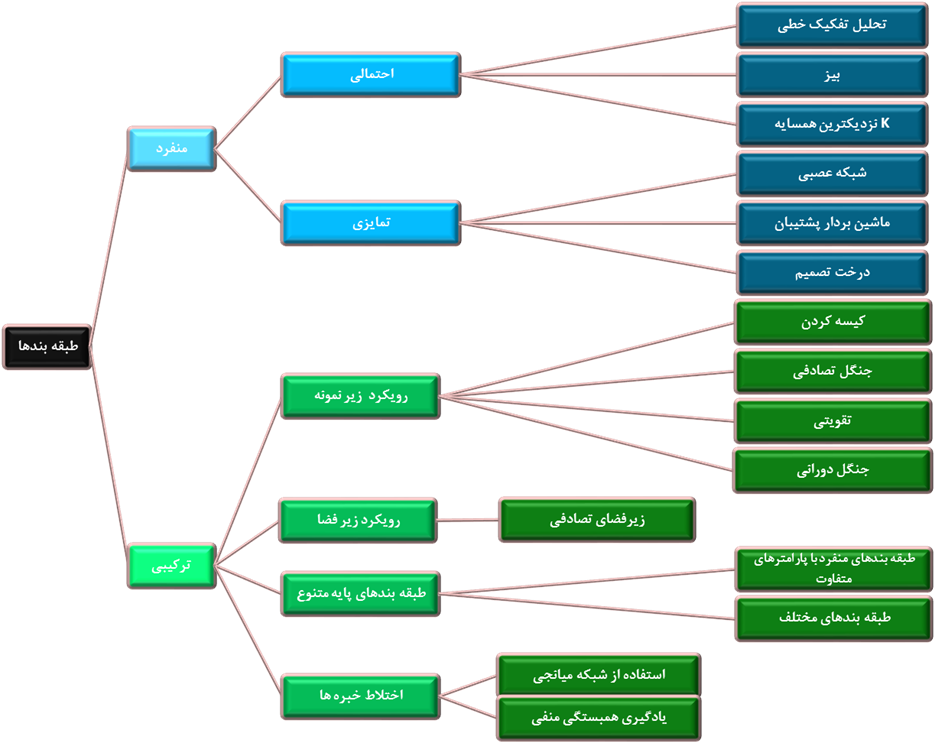 طبقه بندها
منفرد
احتمالی
تحلیل تفکیک خطی
بیز
K نزدیکترین همسایه
تمایزی
شبکه عصبی
ماشین بردار پشتیبان
درخت تصمیم
ترکیبی
رویکرد زیر نمونه
کیسه کردن
جنگل تصادفی
تقویتی
جنگل دورانی
رویکرد زیر فضا
زیرفضای تصادفی
طبقه بندهای پایه متنوع
طبقه بندهای منفرد با پارامترهای
متفاوت
طبقه بندهای مختلف
اختلاط خبره ها
استفاده از شبکه میانجی
یادگیری همبستگی منفی